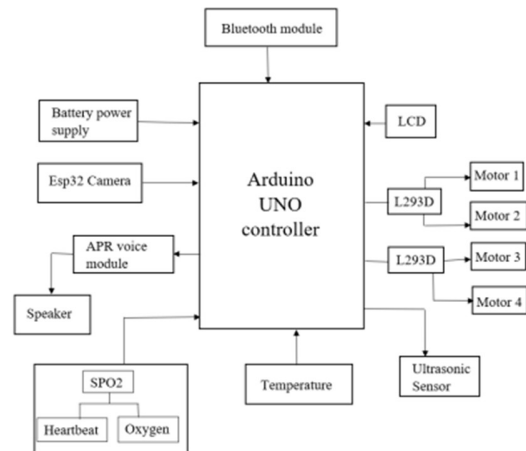 Bluetooth module
Battery power
supply
LCD
Esp32 Camera
Arduino
UNO
controller
Motor 1
L293D
Motor 2
APR voice
module
L293D
Motor 3
Motor 4
Speaker
Ultrasonic
Sensor
Temperature
SPO2
Heartbeat
Oxygen